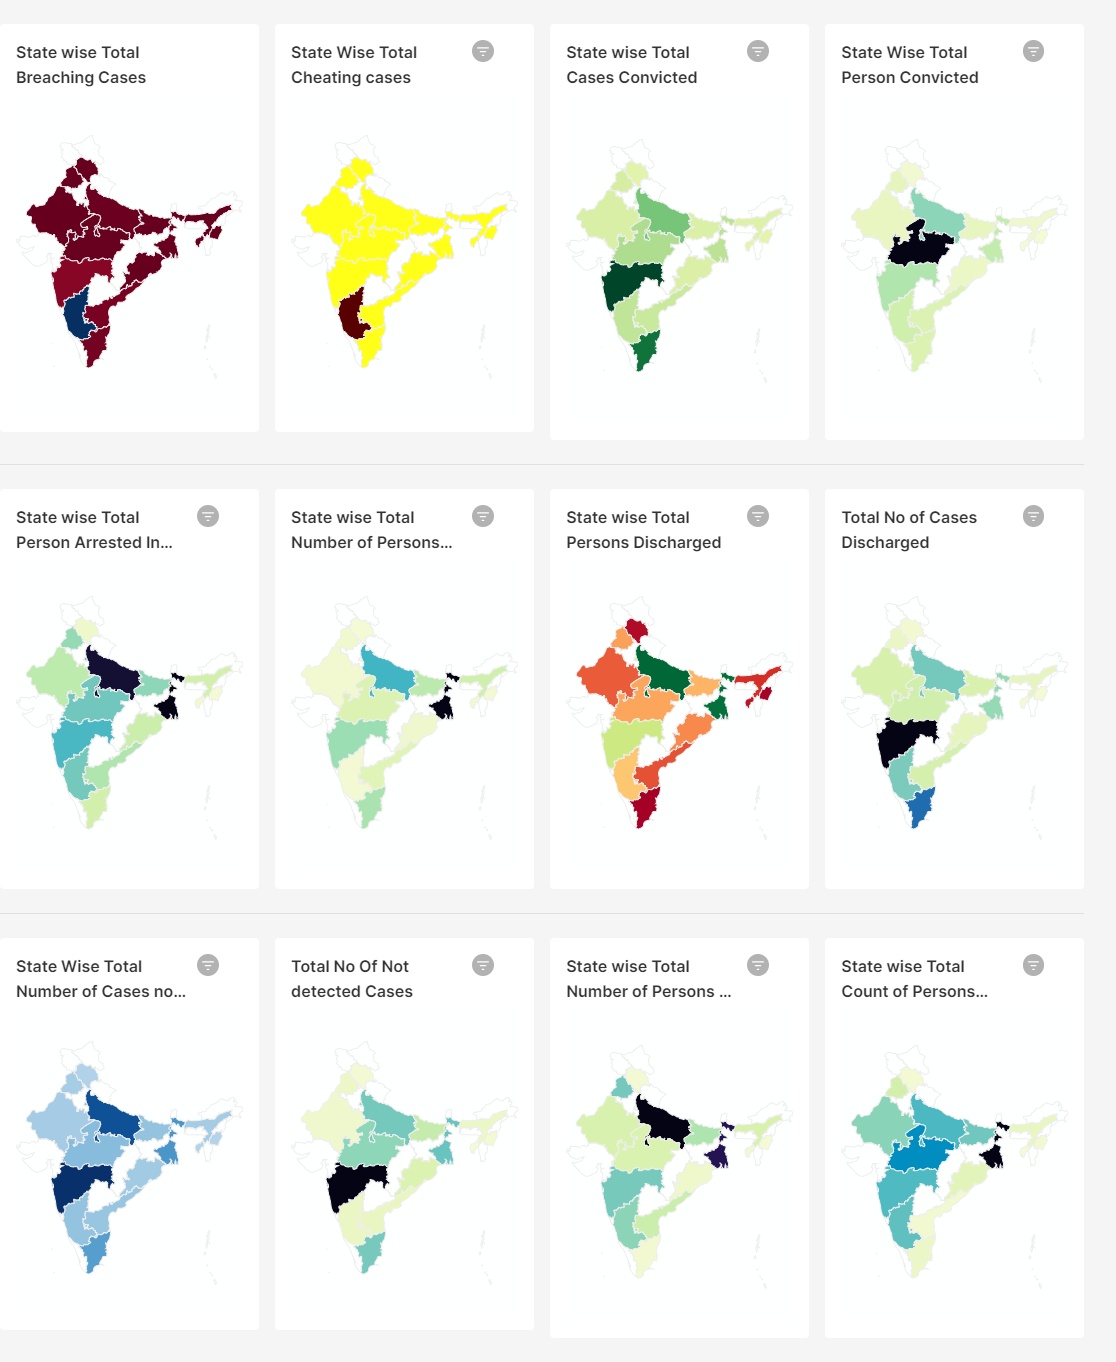 State wise Total
Breaching Cases
State Wise Total
Cheating cases
State wise Total
Cases Convicted
State Wise Total
Person Convicted
State wise Total
Person Arrested In...
State wise Total
Number of Persons...
State wise Total
Persons Discharged
Total No of Cases
Discharged
State Wise Total
Number of Cases no...
Total No Of Not
detected Cases
State wise Total
Number of Persons ...
State wise Total
Count of Persons...